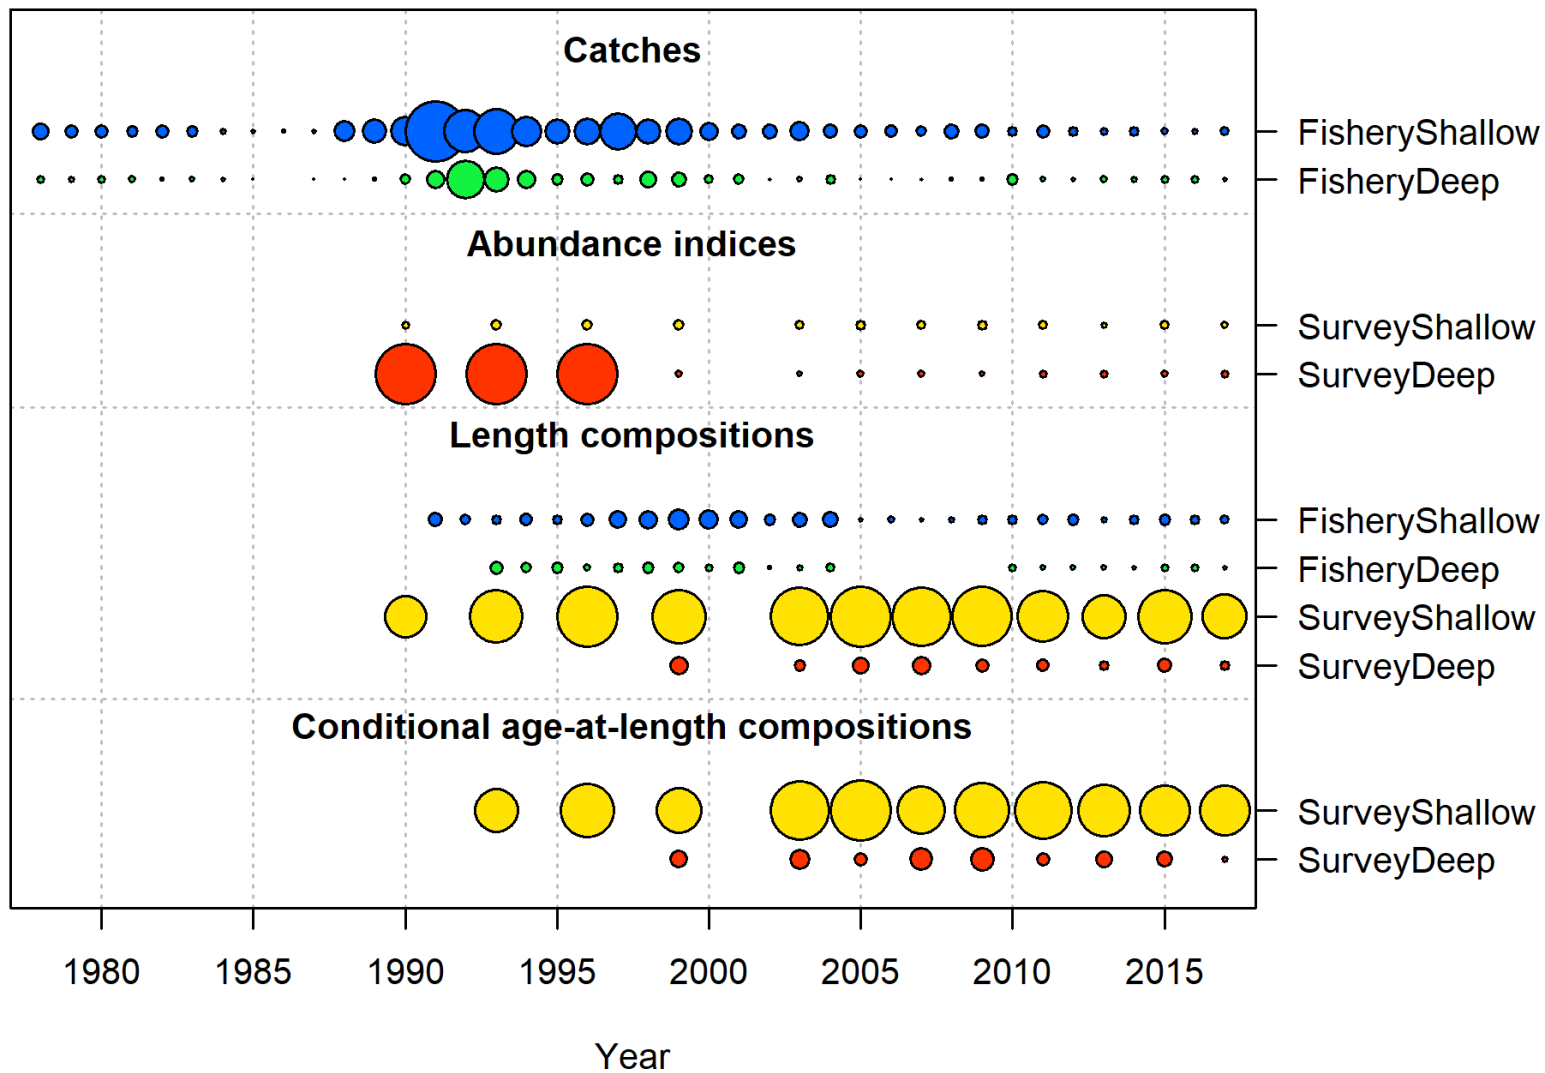 Catches
FisheryShallow
FisheryDeep
Abundance indices
SurveyShallow
SurveyDeep
Length compositions
FisheryShallow
FisheryDeep
SurveyShallow
SurveyDeep
Conditional age-at-length compositions
SurveyShallow
SurveyDeep
1980 1985 1990 1995 2000 2005 2010 2015
Year